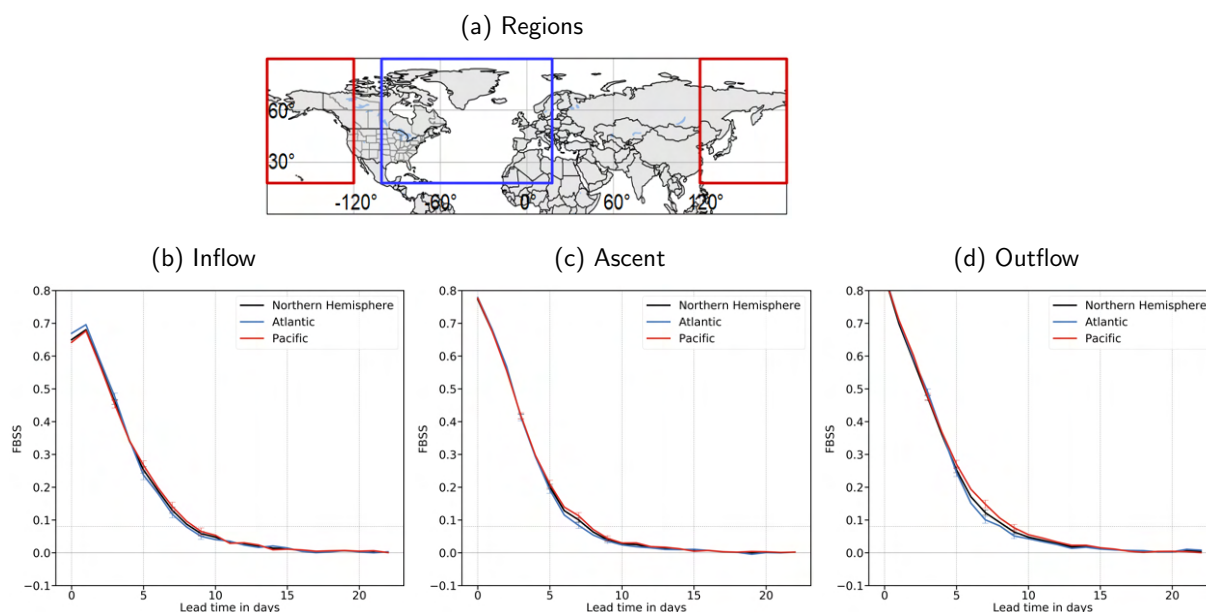 (a) Regions
60°
30°
-120° -60° 0° 60° 120°
(b) Inflow
(c) Ascent
(d) Outflow
0.8
0.7
0.6
0.5
0.4
0.3
0.2
0.1
0.0
−0.1
FBSS
Northern Hemisphere
Atlantic
Pacific
0 5 10 15 20
Lead time in days
0.8
0.7
0.6
0.5
0.4
0.3
0.2
0.1
0.0
−0.1
FBSS
Northern Hemisphere
Atlantic
Pacific
0 5 10 15 20
Lead time in days
0.8
0.7
0.6
0.5
0.4
0.3
0.2
0.1
0.0
−0.1
FBSS
Northern Hemisphere
Atlantic
Pacific
0 5 10 15 20
Lead time in days